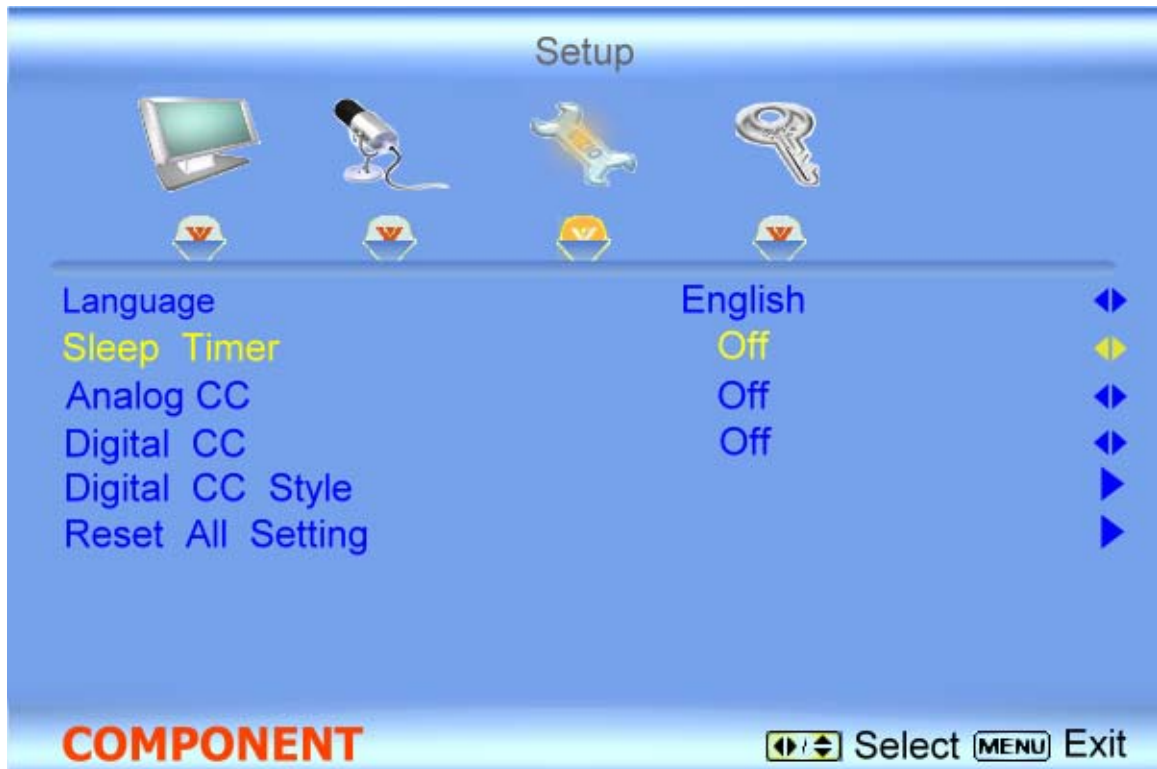 Setup
Language English
Sleep Timer Off
Analog CC Off
Digital CC Off
Digital CC Style
Reset All Setting
COMPONENT Select MENU Exit